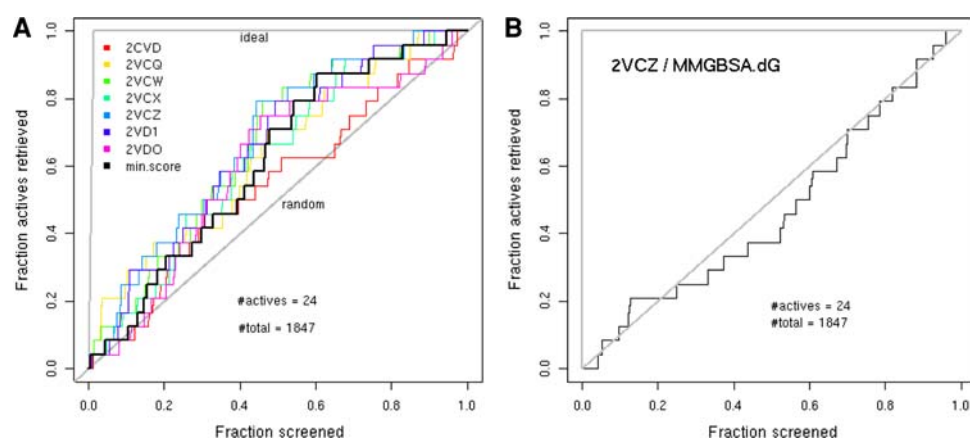 A
ideal
2CVD
2VCQ
2VCW
2VCX
2VCZ
2VD1
2VDO
min.score
random
#actives = 24
#total = 1847
Fraction actives retrieved
0.0 0.2 0.4 0.6 0.8 1.0
0.0 0.2 0.4 0.6 0.8 1.0
Fraction screened
B
2VCZ / MMGBSA.dG
#actives = 24
#total = 1847
Fraction actives retrieved
0.0 0.2 0.4 0.6 0.8 1.0
0.0 0.2 0.4 0.6 0.8 1.0
Fraction screened